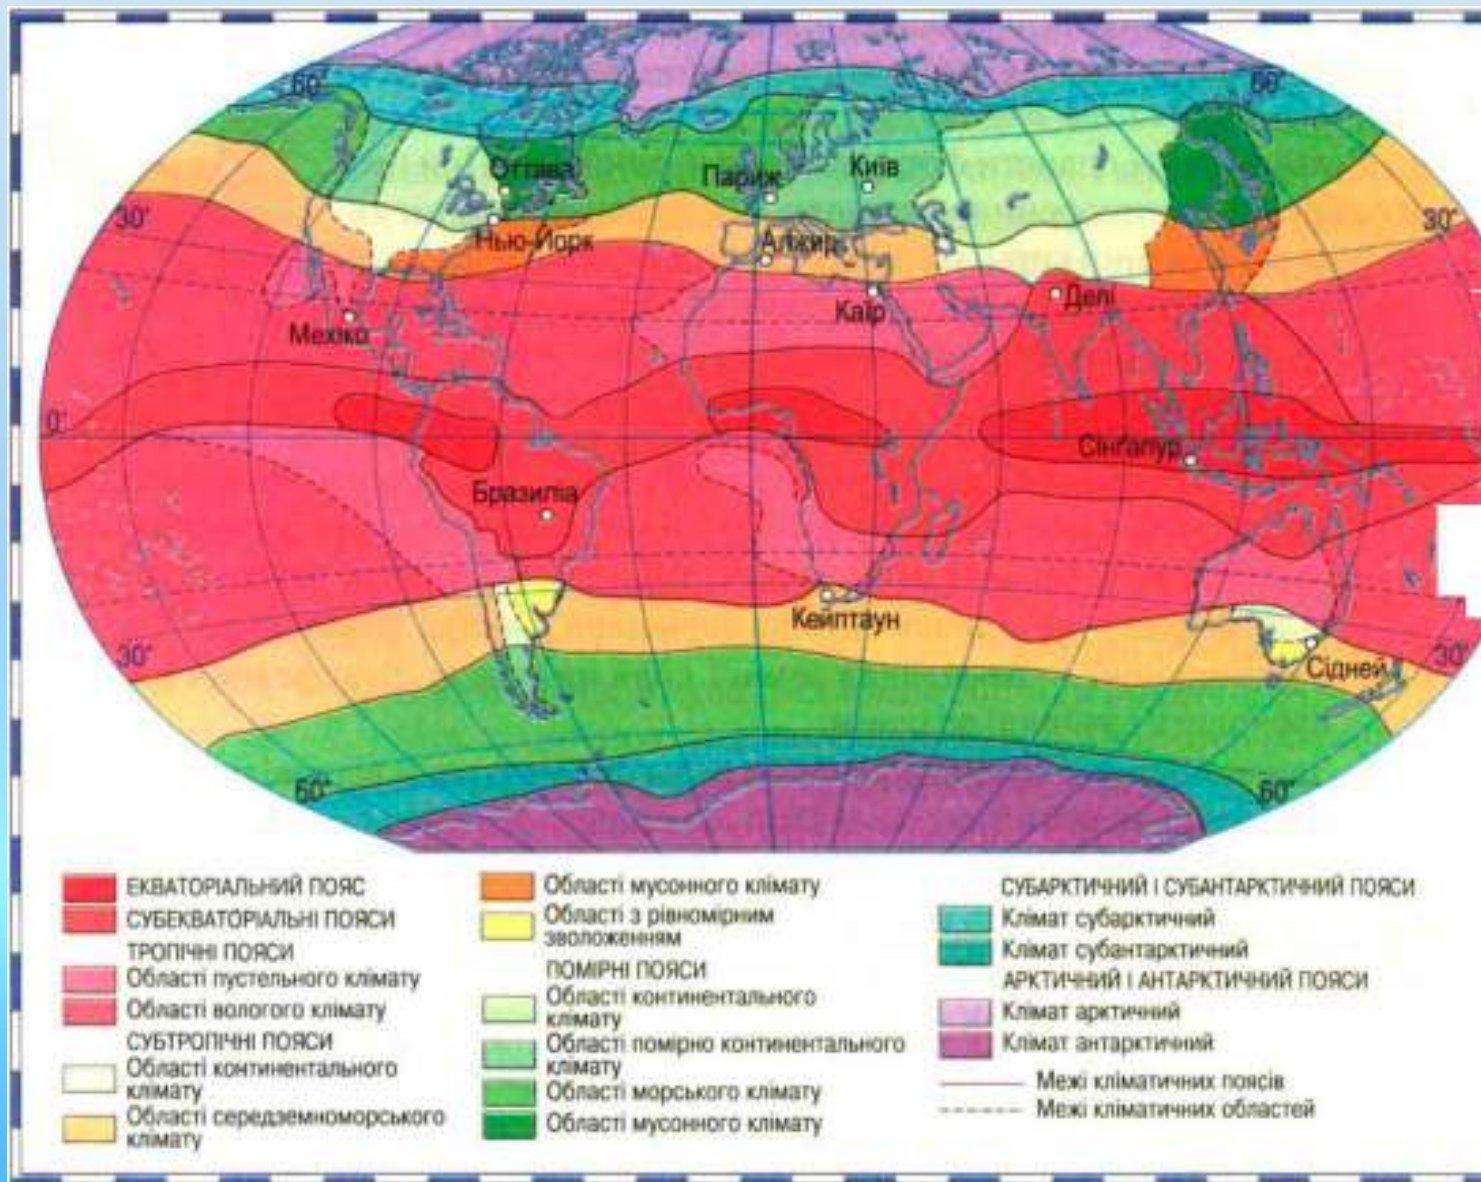 60°
60°
Оттава
Париж
Київ
30°
30°
Нью-Йорк
Алжир
Мехіко
Каїр
Делі
0°
Сінгапур
Бразиліа
Кейптаун
30°
30°
Сідней
60°
60°
ЕКВАТОРІАЛЬНИЙ ПОЯС
СУБЕКВАТОРІАЛЬНІ ПОЯСИ
ТРОПІЧНІ ПОЯСИ
Області пустельного клімату
Області вологого клімату
СУБТРОПІЧНІ ПОЯСИ
Області континентального
клімату
Області середземноморського
клімату
Області мусонного клімату
Області з рівномірним
зволоженням
ПОМІРНІ ПОЯСИ
Області континентального
клімату
Області помірно континентального
клімату
Області морського клімату
Області мусонного клімату
СУБАРКТИЧНИЙ І СУБАНТАРКТИЧНИЙ ПОЯСИ
Клімат субарктичний
Клімат субантарктичний
АРКТИЧНИЙ І АНТАРКТИЧНИЙ ПОЯСИ
Клімат арктичний
Клімат антарктичний
Межі кліматичних поясів
Межі кліматичних областей